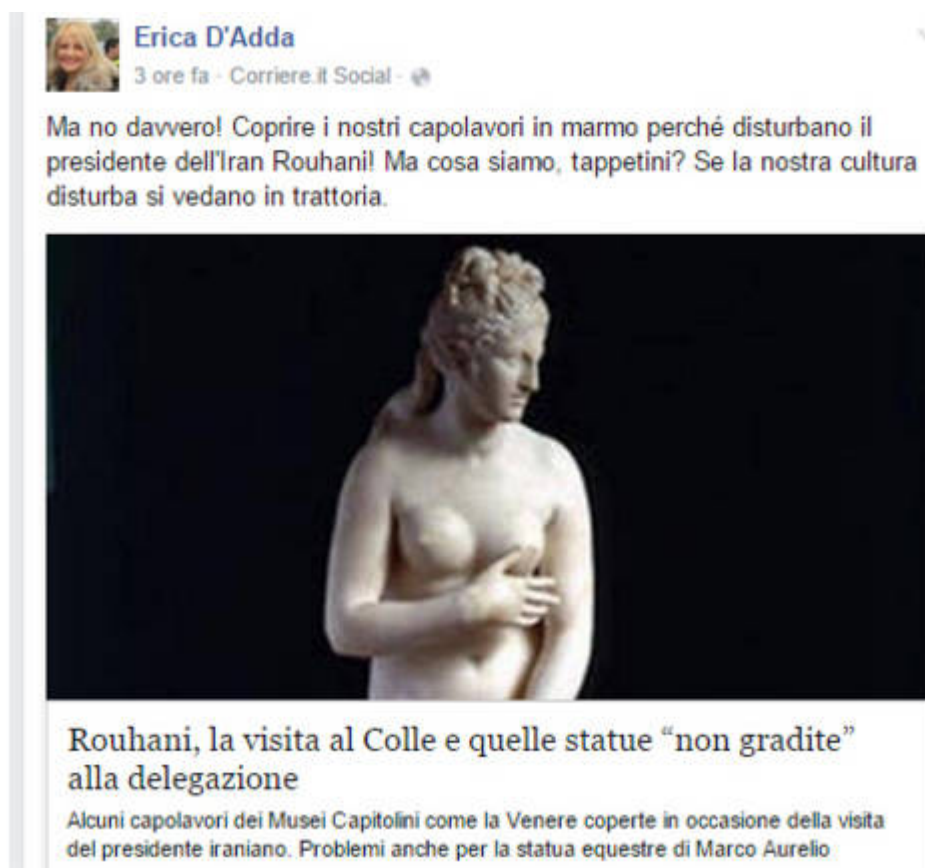 Erica D'Adda
3 ore fa · Corriere.it Social ·
Ma no davvero! Coprire i nostri capolavori in marmo perché disturbano il
presidente dell'Iran Rouhani! Ma cosa siamo, tappetini? Se la nostra cultura
disturba si vedano in trattoria.
Rouhani, la visita al Colle e quelle statue “non gradite”
alla delegazione
Alcuni capolavori dei Musei Capitolini come la Venere coperte in occasione della visita
del presidente iraniano. Problemi anche per la statua equestre di Marco Aurelio